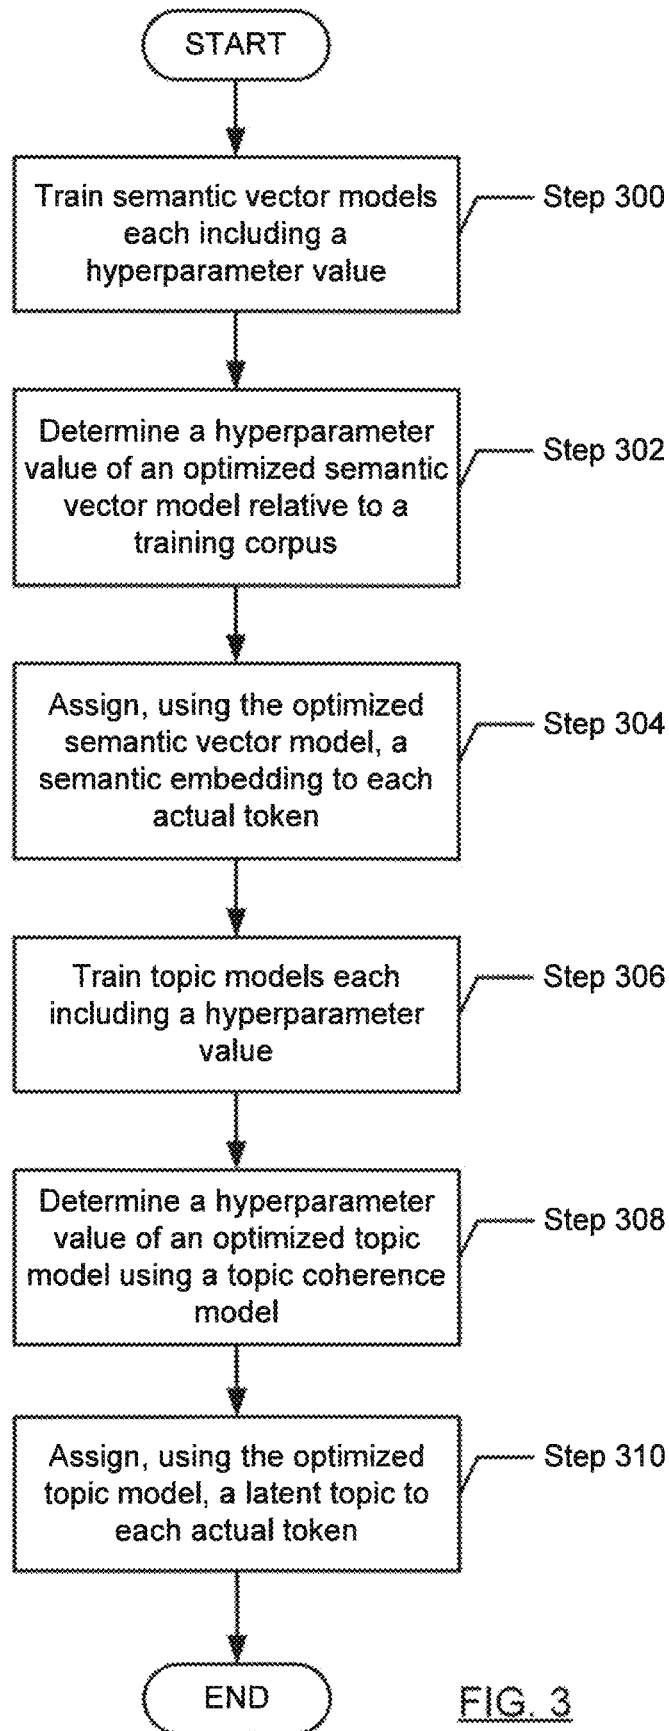 START
Train semantic vector models
each including a
hyperparameter value
Step 300
Determine a hyperparameter
value of an optimized semantic
vector model relative to a
training corpus
Step 302
Assign, using the optimized
semantic vector model, a
semantic embedding to each
actual token
Step 304
Train topic models each
including a hyperparameter
value
Step 306
Determine a hyperparameter
value of an optimized topic
model using a topic coherence
model
Step 308
Assign, using the optimized
topic model, a latent topic to
each actual token
Step 310
END
FIG. 3